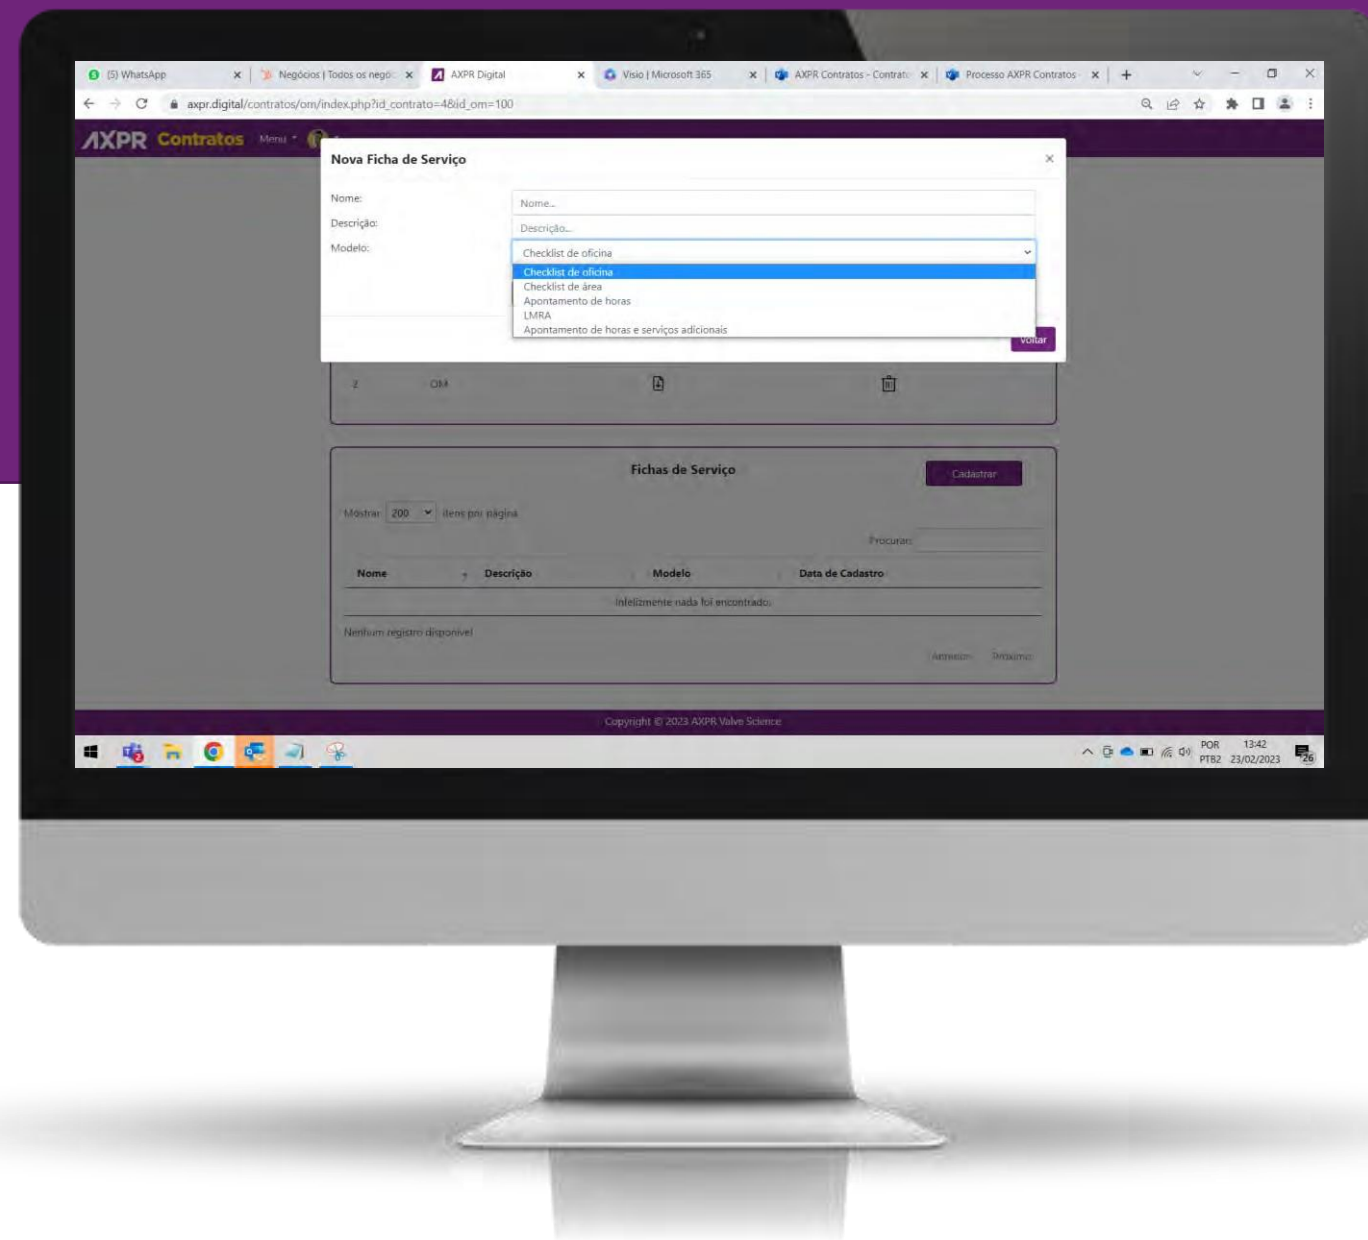 (5) WhatsApp
Negócios | Todos os negóc
AXPR Digital
Visio | Microsoft 365
AXPR Contratos - Contrat
Processo AXPR Contratos -
axpr.digital/contratos/om/index.php?id_contrato=4&id_om=100
AXPR Contratos Menu
Nova Ficha de Serviço
Nome:
Nome...
Descrição:
Descrição...
Modelo:
Checklist de oficina
Checklist de oficina
Checklist de área
Apontamento de horas
LMRA
Apontamento de horas e serviços adicionais
Voltar
2 OM
Fichas de Serviço
Cadastrar
Mostrar 200 itens por página
Procurar:
Nome Descrição Modelo Data de Cadastro
Infelizmente nada foi encontrado.
Nenhum registro disponível
Anterior Próximo
Copyright © 2023 AXPR Valve Science
POR 13:42
PTB2 23/02/2023
26